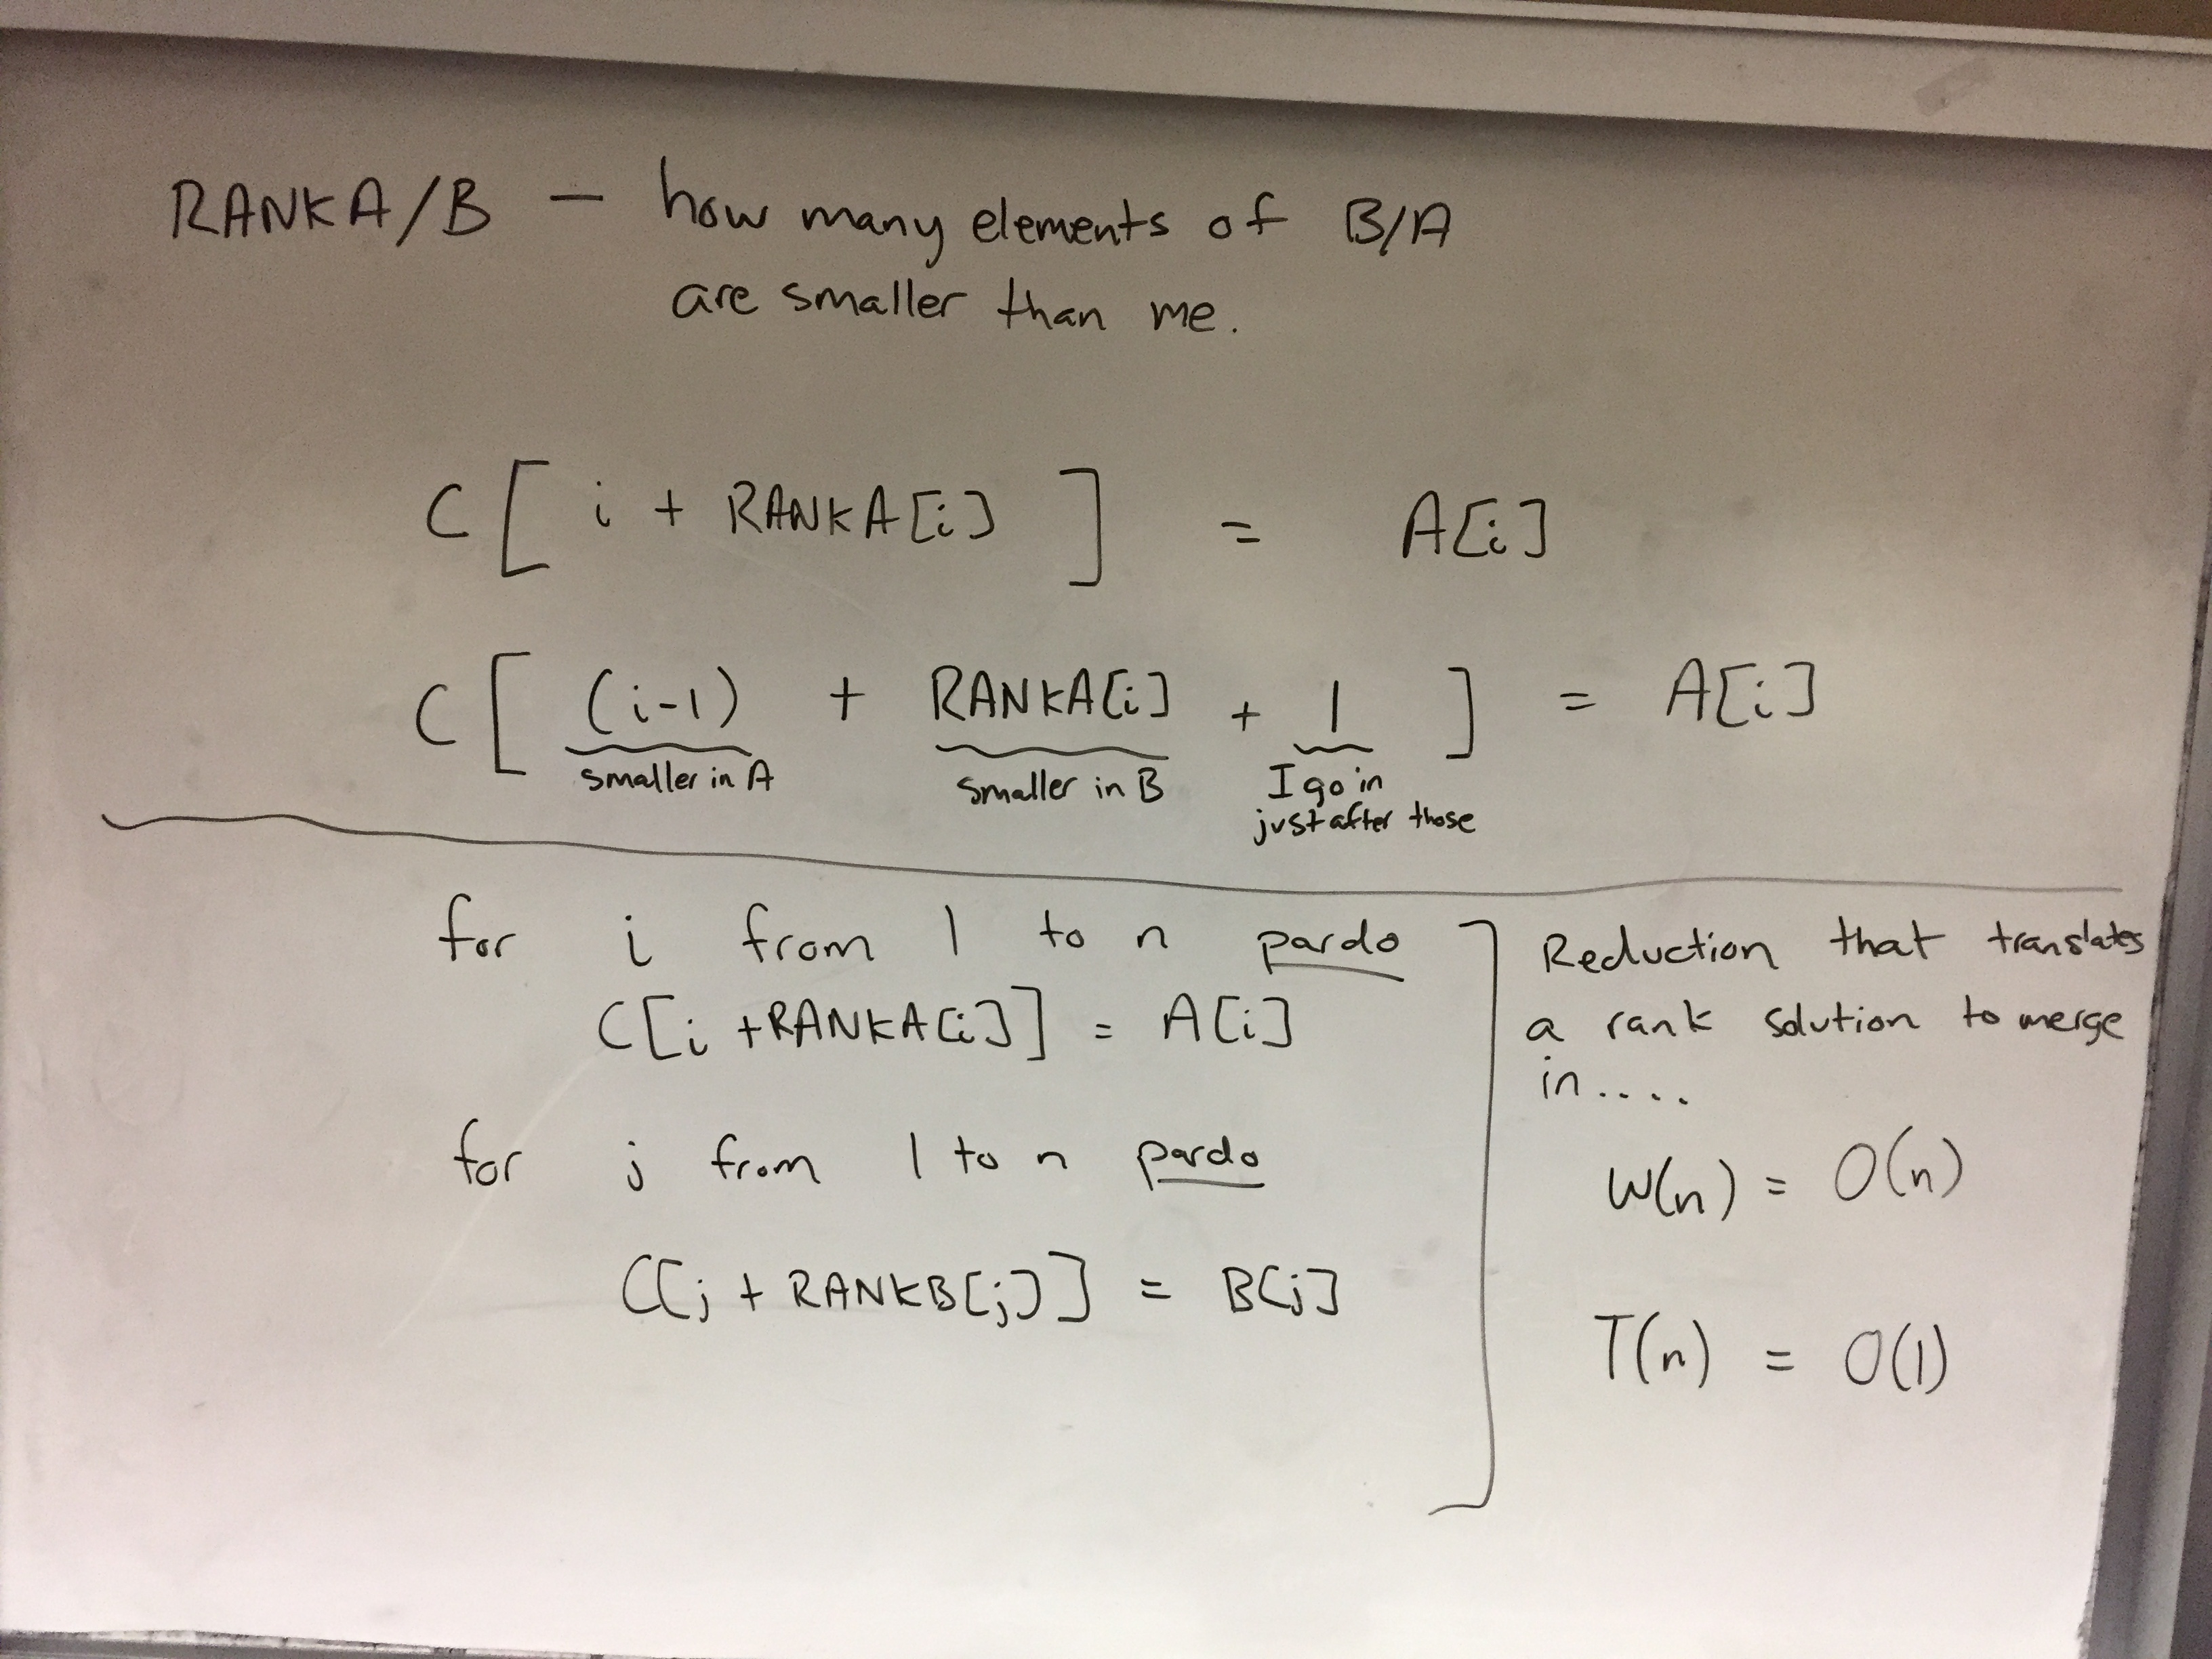 RANKA/B — how many elements of B/A
are smaller than me.
C[ i + RANKA[i] ] = A[i]
C[ (i-1) + RANKA[i] + 1 ] = A[i]
smaller in A smaller in B I go in
just after those
for i from 1 to n pardo
C[i +RANKA[i]] = A[i]
for j from 1 to n pardo
C[j + RANKB[j]] = B[j]
Reduction that translates
a rank solution to merge
in....
W(n) = O(n)
T(n) = O(1)